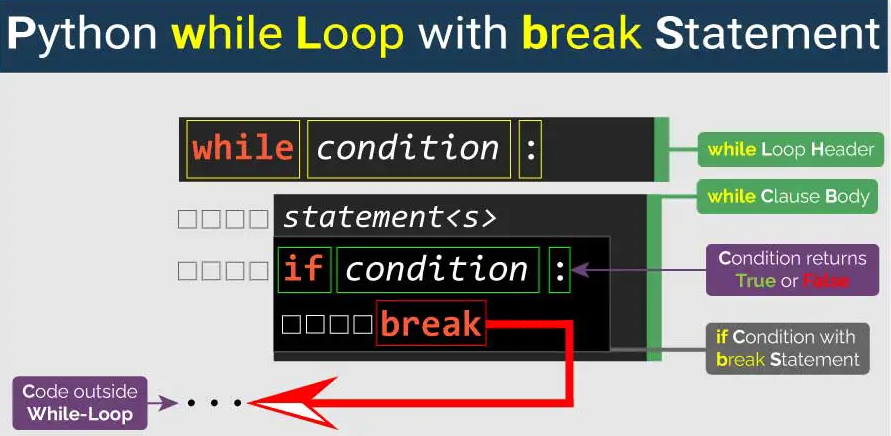 Python while Loop with break Statement
while condition :
while Loop Header
while Clause Body
statement<s>
if condition :
Condition returns
True or False
break
if Condition with
break Statement
Code outside
While-Loop
...